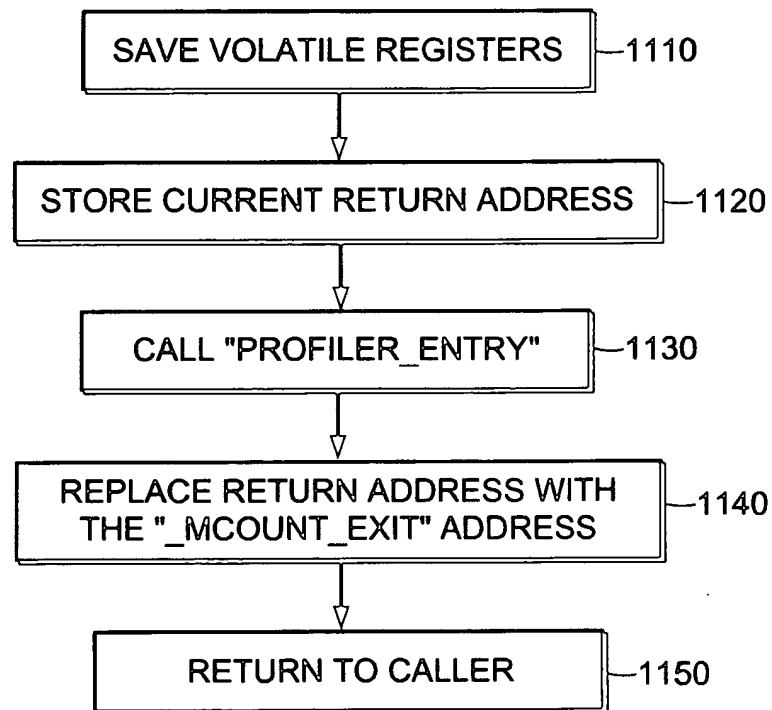 SAVE VOLATILE REGISTERS
1110
STORE CURRENT RETURN ADDRESS
1120
CALL "PROFILER_ENTRY"
1130
REPLACE RETURN ADDRESS WITH
THE "_MCOUNT_EXIT" ADDRESS
1140
RETURN TO CALLER
1150